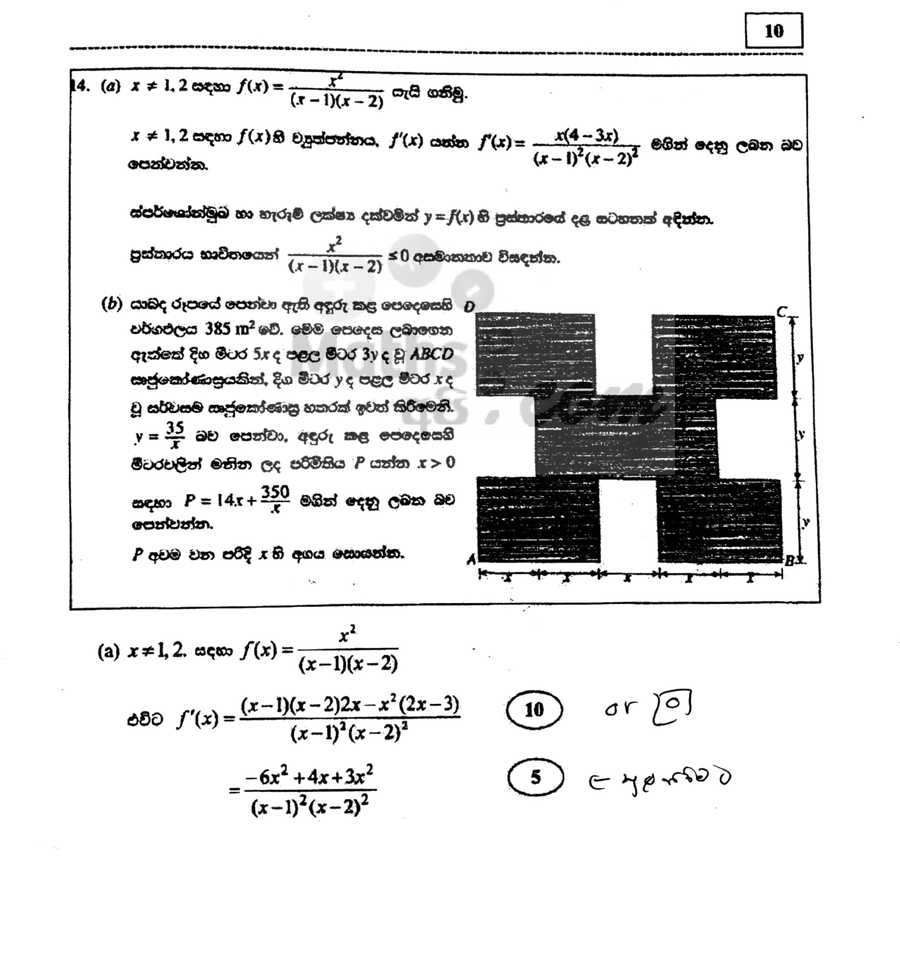 10
14. (a) x ≠ 1, 2 සඳහා f(x) = x² / (x − 1)(x − 2) යැයි ගනිමු.
x ≠ 1, 2 සඳහා f(x) හි ව්‍යුත්පන්නය, f′(x) යන්න f′(x) = x(4 − 3x) / (x − 1)²(x − 2)² මගින් දෙනු ලබන බව
පෙන්වන්න.
ස්පර්ශෝන්මුඛ හා හැරුම් ලක්ෂ්‍ය දක්වමින් y = f(x) හි ප්‍රස්තාරයේ දළ සටහනක් අඳින්න.
ප්‍රස්තාරය භාවිතයෙන් x² / (x − 1)(x − 2) ≤ 0 අසමානතාව විසඳන්න.
(b) යාබද රූපයේ පෙන්වා ඇති අඳුරු කළ පෙදෙසෙහි
වර්ගඵලය 385 m² වේ. මෙම පෙදෙස ලබාගෙන
ඇත්තේ දිග මීටර 5x ද පළල මීටර 3y ද වූ ABCD
සෘජුකෝණාස්‍රයකින්, දිග මීටර y ද පළල මීටර x ද
වූ සර්වසම සෘජුකෝණාස්‍ර හතරක් ඉවත් කිරීමෙනි.
y = 35/x බව පෙන්වා, අඳුරු කළ පෙදෙසෙහි
මීටරවලින් මනින ලද පරිමිතිය P යන්න x > 0
සඳහා P = 14x + 350/x මගින් දෙනු ලබන බව
පෙන්වන්න.
P අවම වන පරිදි x හි අගය සොයන්න.
D
C
y
y
y
A
B
x x x x x
Maths
.com
(a) x ≠ 1, 2. සඳහා f(x) = x² / (x−1)(x−2)
එවිට f′(x) = (x−1)(x−2)2x − x²(2x−3) / (x−1)²(x−2)² 10 or 0
= −6x² + 4x + 3x² / (x−1)²(x−2)² 5